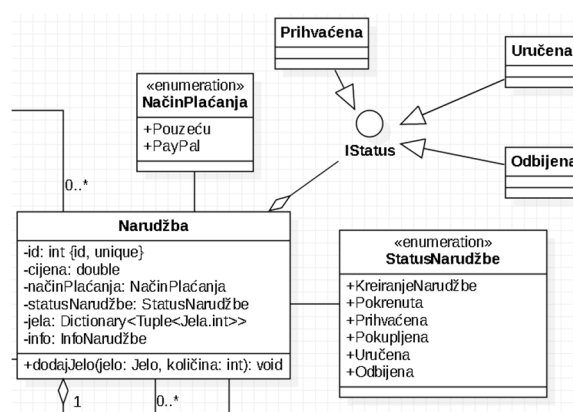 Prihvaćena
Uručena
«enumeration»
NačinPlaćanja
+Pouzeću
+PayPal
IStatus
Odbijena
0..*
Narudžba
-id: int {id, unique}
-cijena: double
-načinPlaćanja: NačinPlaćanja
-statusNarudžbe: StatusNarudžbe
-jela: Dictionary<Tuple<Jela.int>>
-info: InfoNarudžbe
+dodajJelo(jelo: Jelo, količina: int): void
«enumeration»
StatusNarudžbe
+KreiranjeNarudžbe
+Pokrenuta
+Prihvaćena
+Pokupljena
+Uručena
+Odbijena
1
0..*